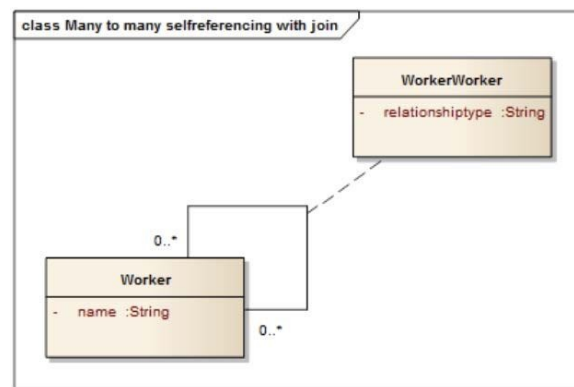 class Many to many selfreferencing with join
WorkerWorker
- relationshiptype :String
0..*
Worker
- name :String
0..*